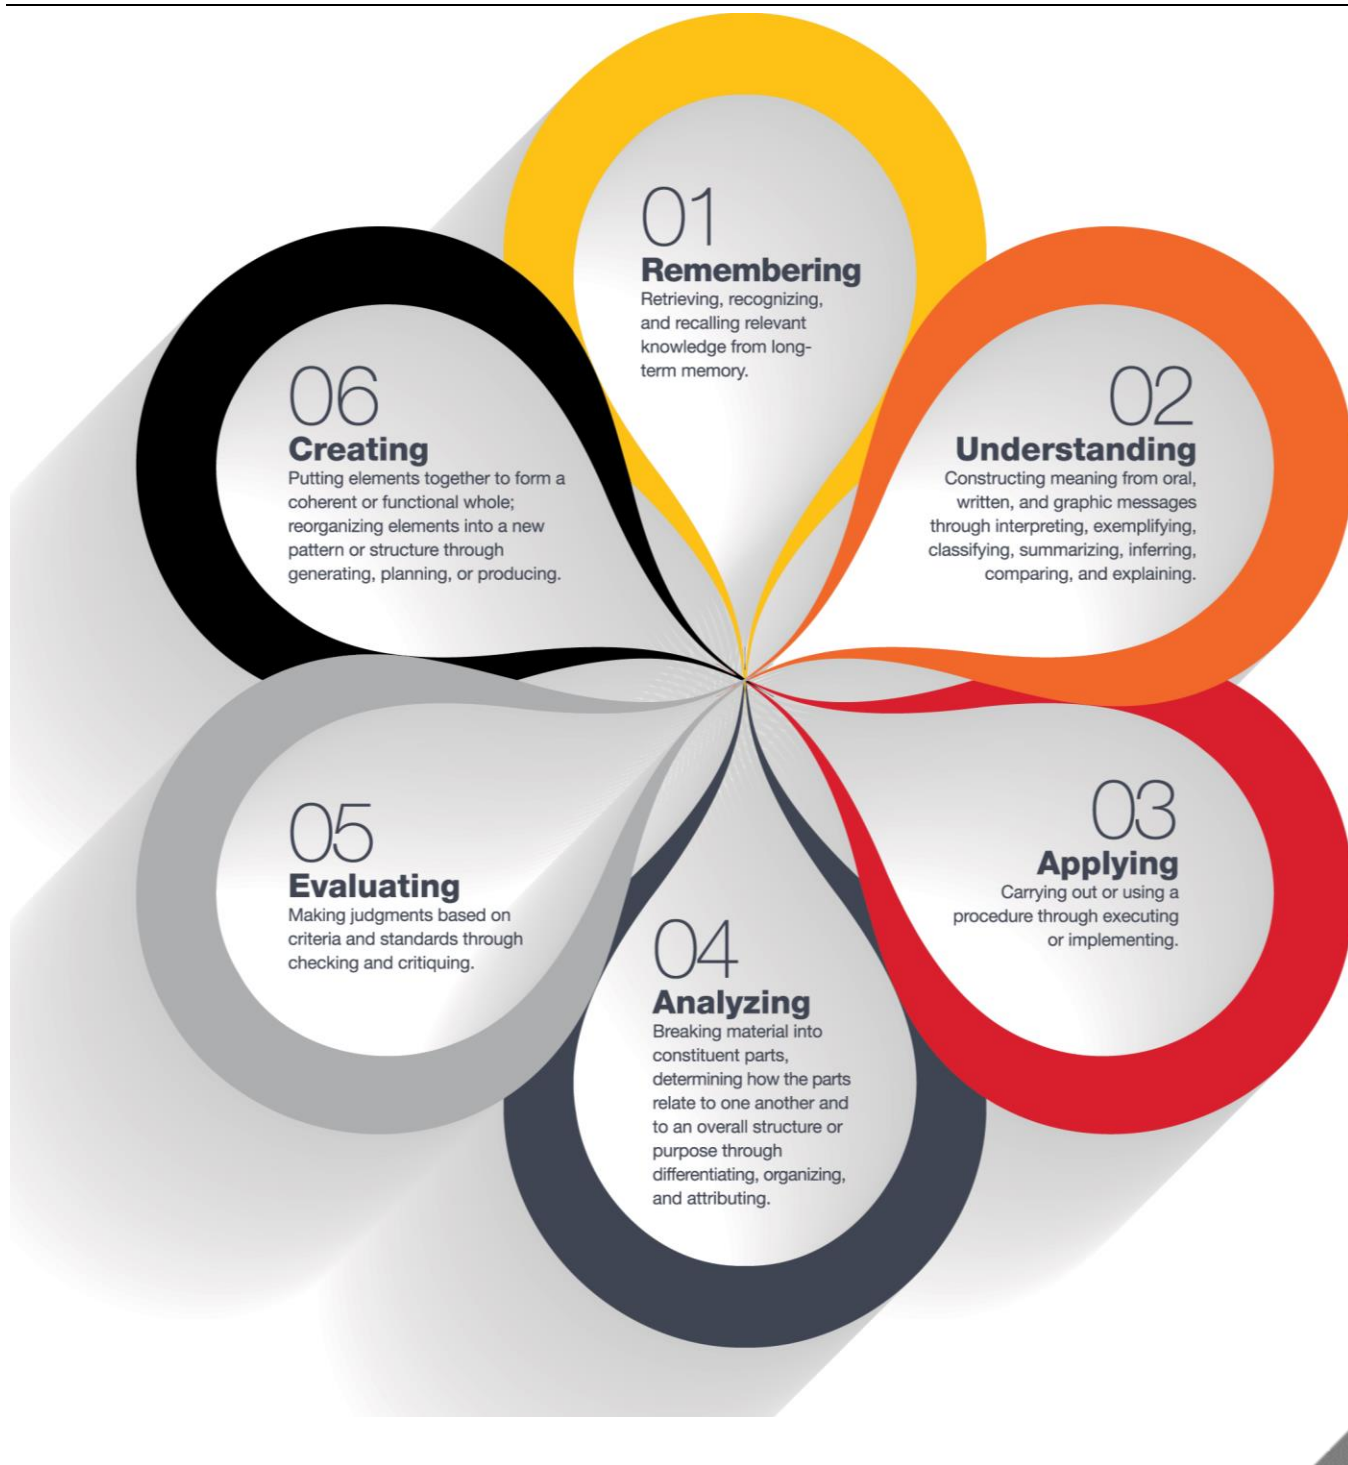 01
Remembering
Retrieving, recognizing,
and recalling relevant
knowledge from long-
term memory.
02
Understanding
Constructing meaning from oral,
written, and graphic messages
through interpreting, exemplifying,
classifying, summarizing, inferring,
comparing, and explaining.
03
Applying
Carrying out or using a
procedure through executing
or implementing.
04
Analyzing
Breaking material into
constituent parts,
determining how the parts
relate to one another and
to an overall structure or
purpose through
differentiating, organizing,
and attributing.
05
Evaluating
Making judgments based on
criteria and standards through
checking and critiquing.
06
Creating
Putting elements together to form a
coherent or functional whole;
reorganizing elements into a new
pattern or structure through
generating, planning, or producing.